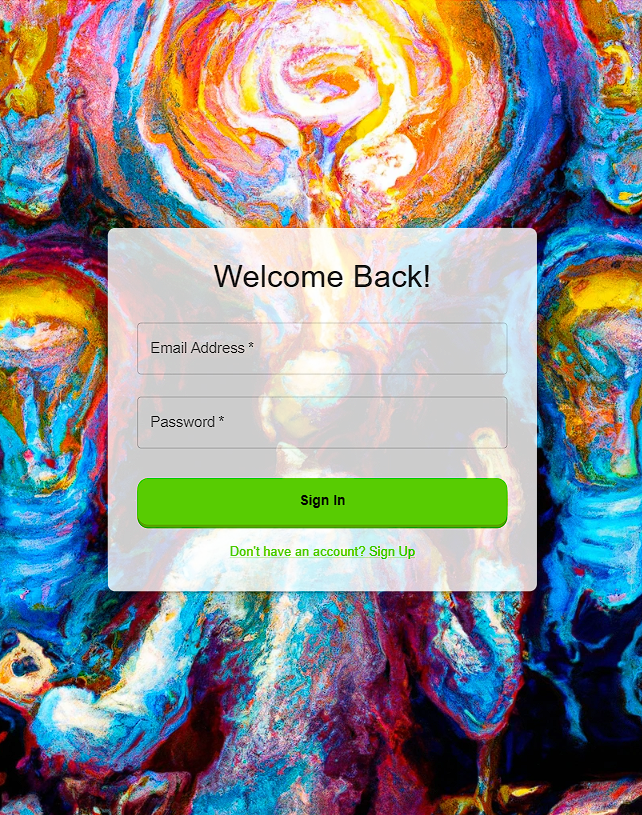 Welcome Back!
Email Address *
Password *
Sign In
Don't have an account? Sign Up